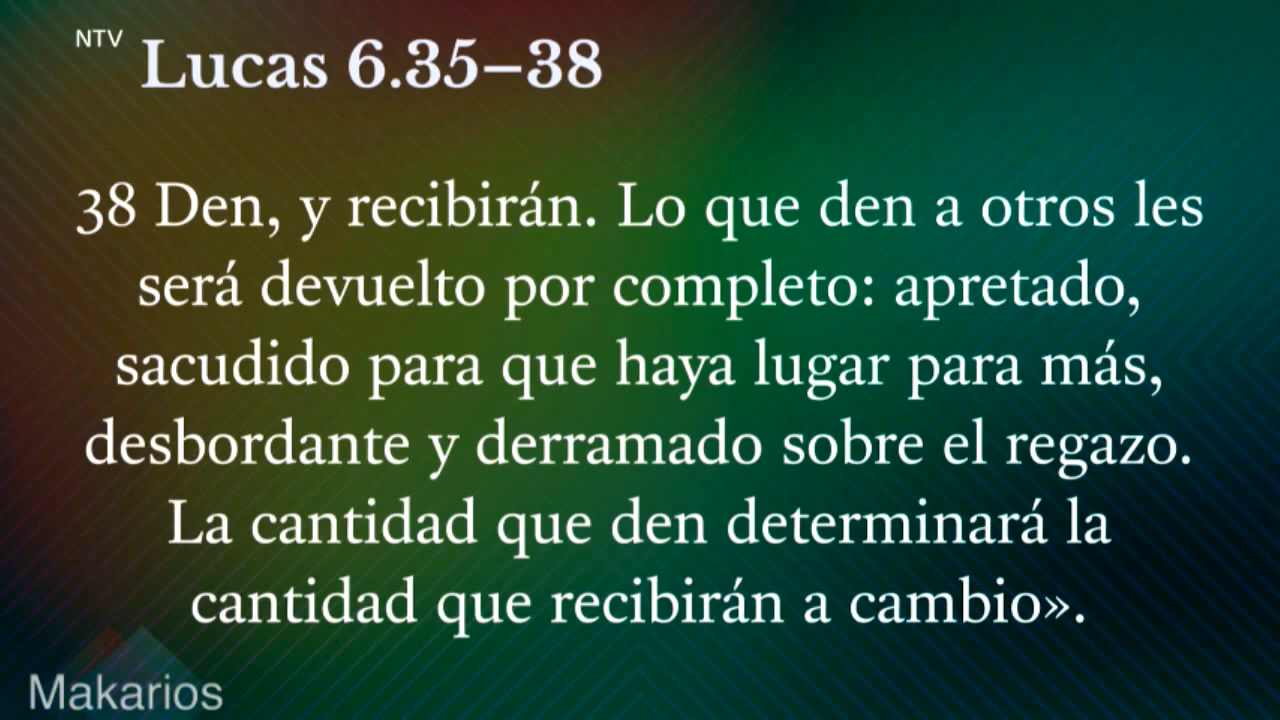 NTV
Lucas 6.35–38
38 Den, y recibirán. Lo que den a otros les
será devuelto por completo: apretado,
sacudido para que haya lugar para más,
desbordante y derramado sobre el regazo.
La cantidad que den determinará la
cantidad que recibirán a cambio».
Makarios